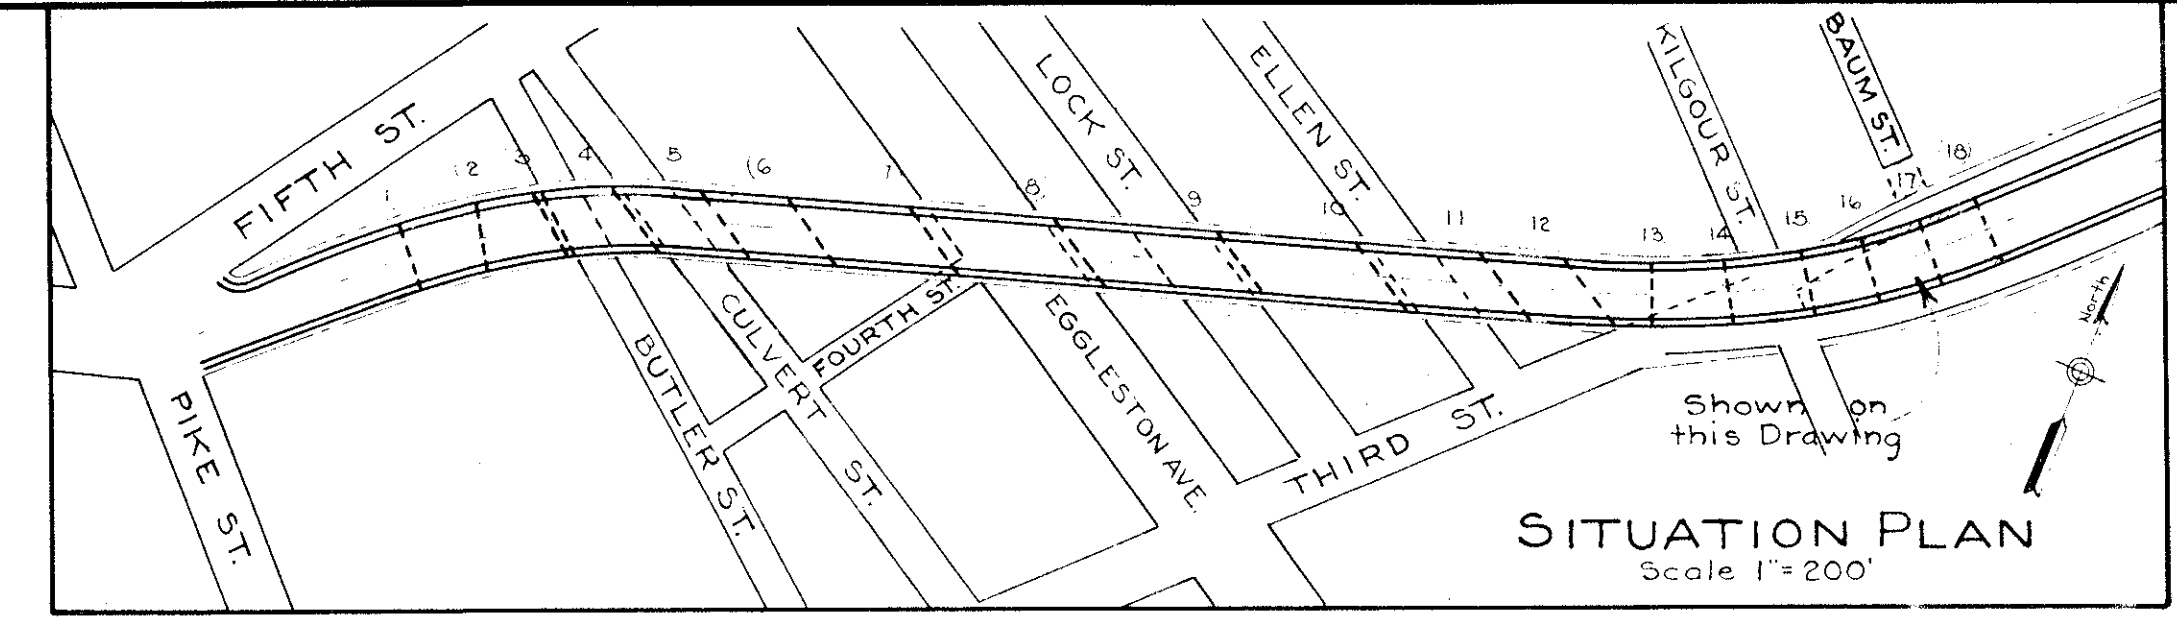 FIFTH ST.
1
2
3
4
5
6
7
8
9
10
11
12
13
14
15
16
17
18
LOCK ST.
ELLEN ST.
KILGOUR ST.
BAUM ST.
PIKE ST.
BUTLER ST.
CULVERT ST.
FOURTH ST.
EGGLESTON AVE.
THIRD ST.
North
Shown on
this Drawing
SITUATION PLAN
Scale 1"=200'